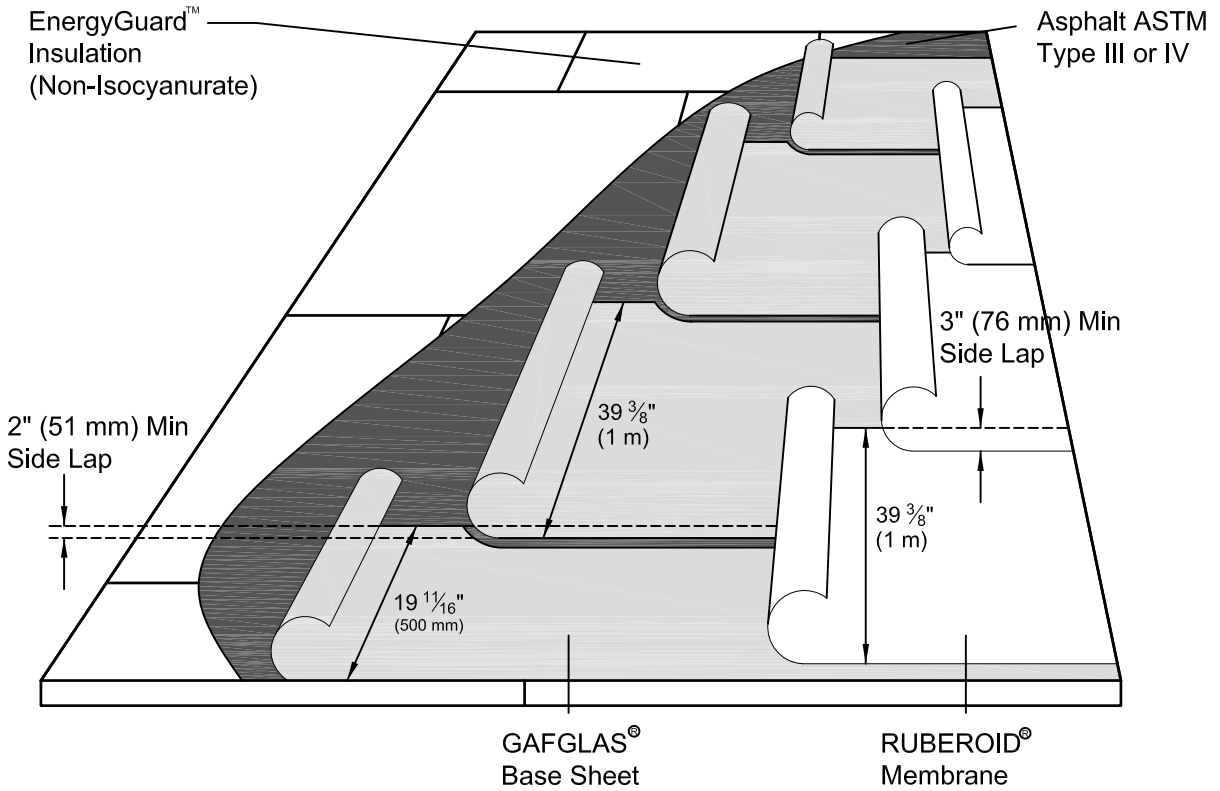 EnergyGuard™
Insulation
(Non-Isocyanurate)
Asphalt ASTM
Type III or IV
3" (76 mm) Min
Side Lap
2" (51 mm) Min
Side Lap
39 ⅜"
(1 m)
39 ⅜"
(1 m)
19 11⁄16"
(500 mm)
GAFGLAS®
Base Sheet
RUBEROID®
Membrane